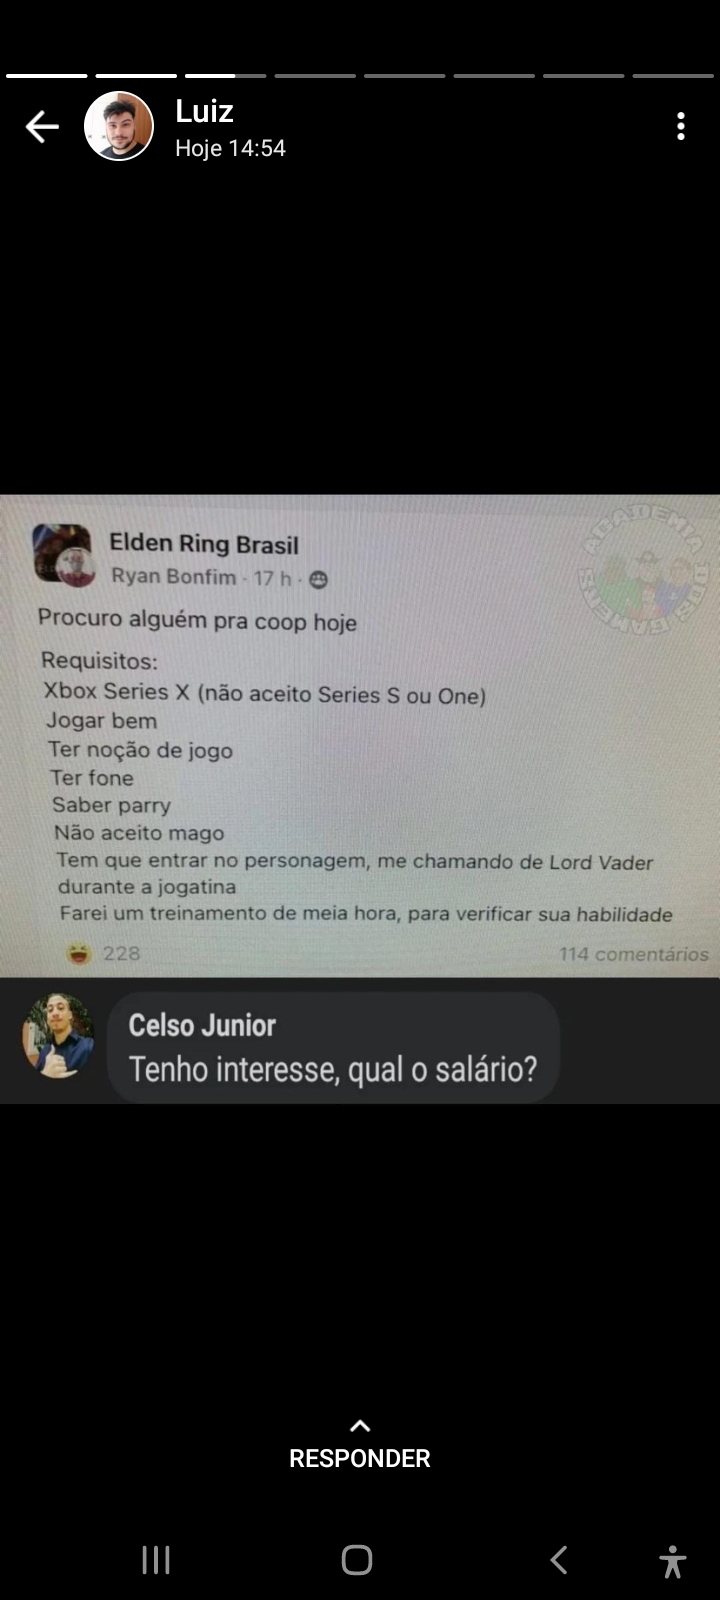 Luiz
Hoje 14:54
Elden Ring Brasil
Ryan Bonfim · 17 h ·
ACADEMIA DOS GAMERS
Procuro alguém pra coop hoje
Requisitos:
Xbox Series X (não aceito Series S ou One)
Jogar bem
Ter noção de jogo
Ter fone
Saber parry
Não aceito mago
Tem que entrar no personagem, me chamando de Lord Vader
durante a jogatina
Farei um treinamento de meia hora, para verificar sua habilidade
228 114 comentários
Celso Junior
Tenho interesse, qual o salário?
RESPONDER